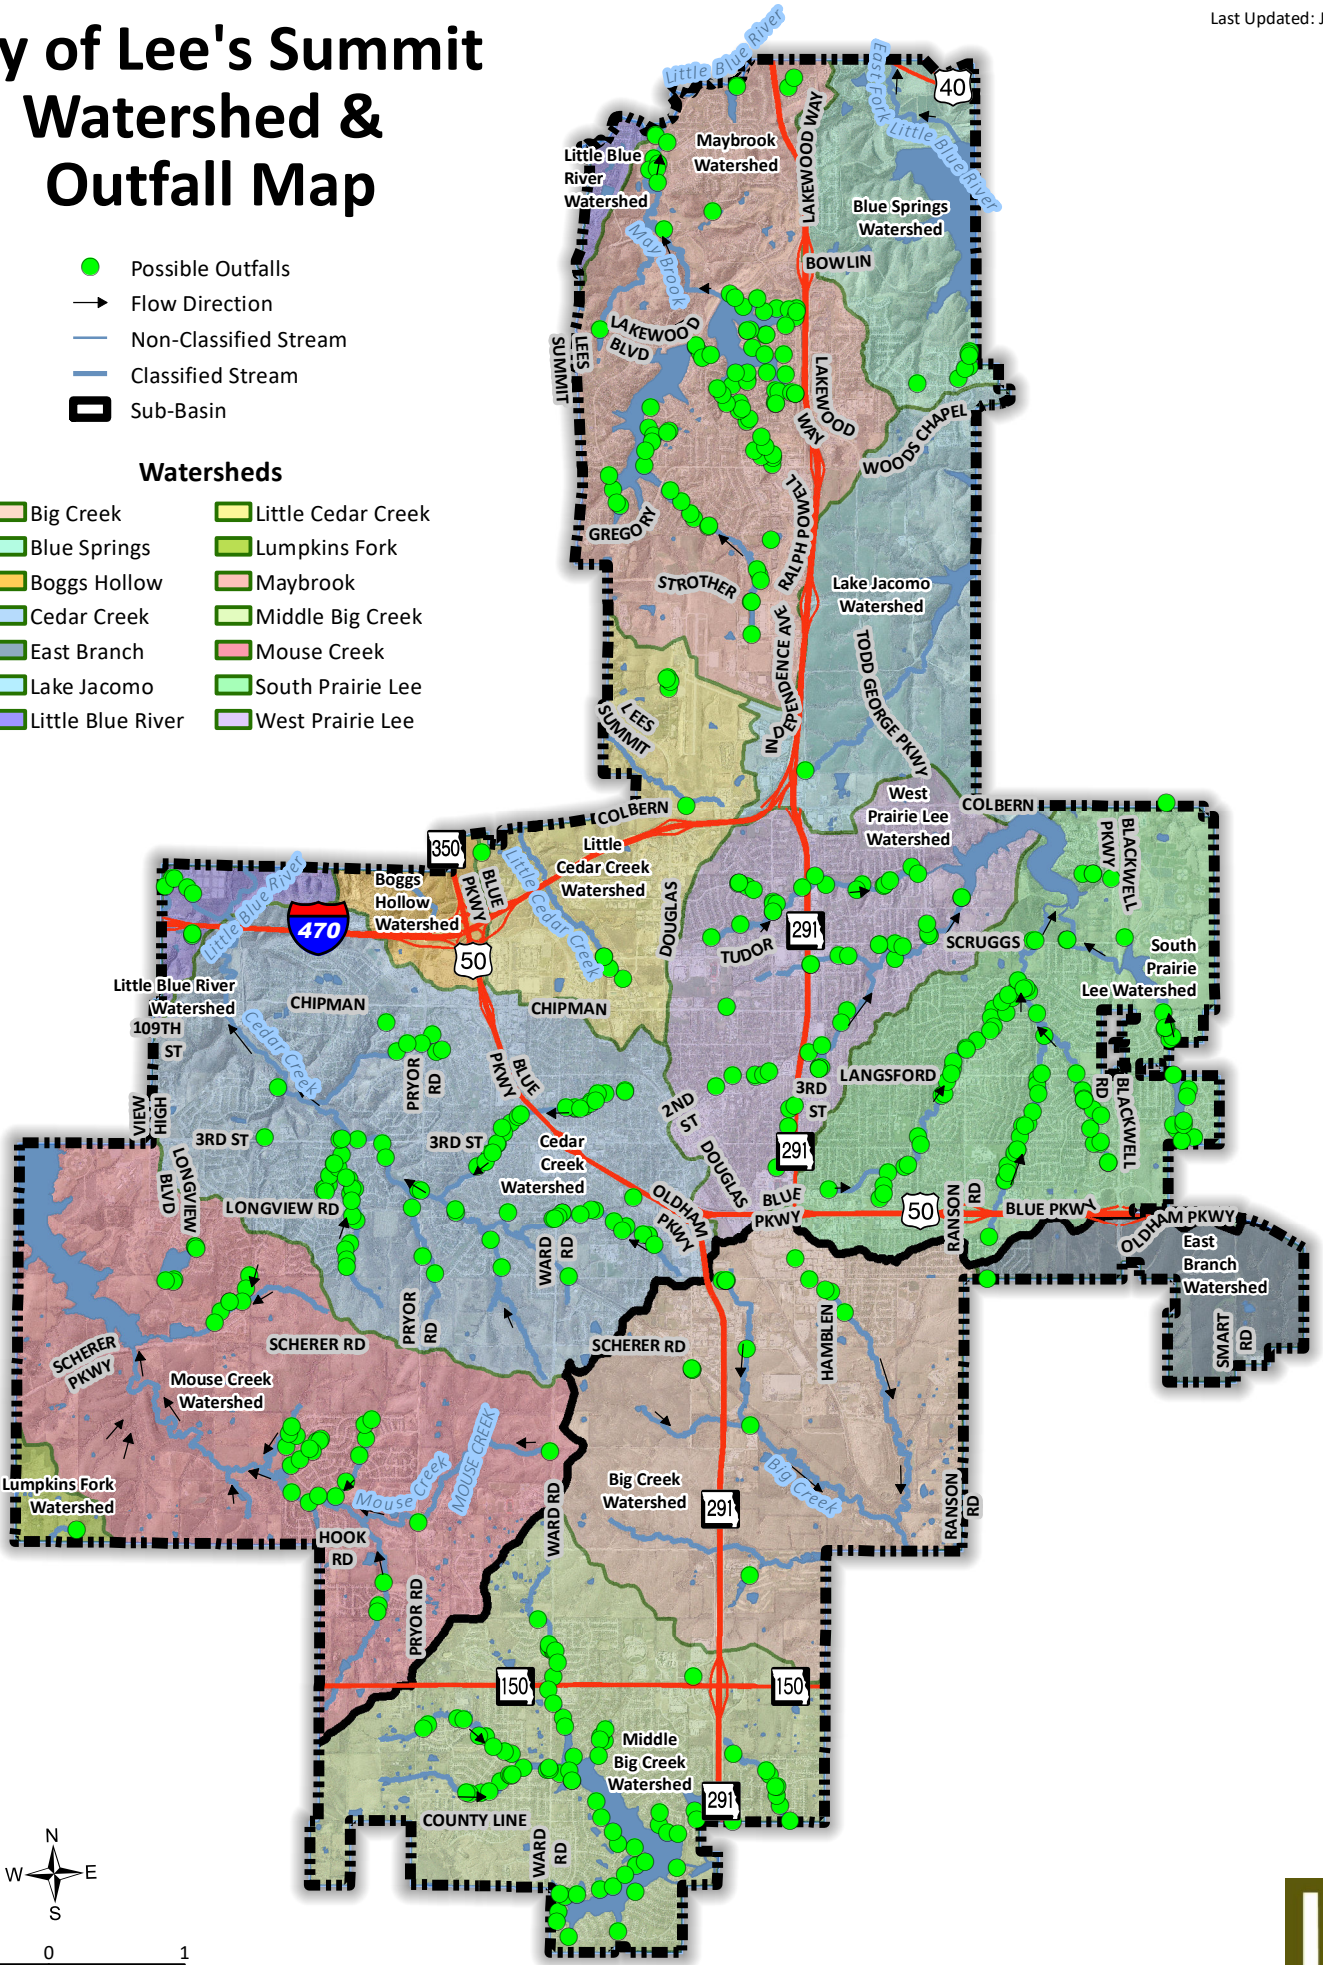 Last Updated: J
y of Lee's Summit
Watershed &
Outfall Map
Possible Outfalls
Flow Direction
Non-Classified Stream
Classified Stream
Sub-Basin
Watersheds
Big Creek
Blue Springs
Boggs Hollow
Cedar Creek
East Branch
Lake Jacomo
Little Blue River
Little Cedar Creek
Lumpkins Fork
Maybrook
Middle Big Creek
Mouse Creek
South Prairie Lee
West Prairie Lee
Little Blue River
East Fork Little Blue River
40
LAKEWOOD WAY
Maybrook
Watershed
Little Blue
River
Watershed
Blue Springs
Watershed
May Brook
BOWLIN
LAKEWOOD
BLVD
LEES
SUMMIT
LAKEWOOD
WAY
WOODS CHAPEL
GREGORY
RALPH POWELL
STROTHER
Lake Jacomo
Watershed
INDEPENDENCE AVE
TODD GEORGE PKWY
LEES
SUMMIT
COLBERN
West
Prairie Lee
Watershed
COLBERN
350
BLUE
PKWY
Little
Cedar Creek
Watershed
Little Cedar Creek
Boggs
Hollow
Watershed
BLACKWELL
PKWY
Little Blue River
470
50
DOUGLAS
291
TUDOR
SCRUGGS
South
Prairie
Lee Watershed
Little Blue River
Watershed
CHIPMAN
CHIPMAN
109TH
ST
Cedar Creek
PRYOR
RD
BLUE
PKWY
LANGSFORD
3RD
ST
2ND
ST
BLACKWELL
RD
VIEW
HIGH
3RD ST
3RD ST
Cedar
Creek
Watershed
291
DOUGLAS
LONGVIEW
BLVD
LONGVIEW RD
OLDHAM
PKWY
BLUE
PKWY
50
RANSON
RD
BLUE PKWY
OLDHAM PKWY
East
Branch
Watershed
WARD
RD
SMART
RD
PRYOR
RD
SCHERER
PKWY
SCHERER RD
SCHERER RD
HAMBLEN
Mouse Creek
Watershed
MOUSE CREEK
Mouse Creek
Lumpkins Fork
Watershed
Big Creek
Watershed
Big Creek
291
RANSON
RD
WARD RD
HOOK
RD
PRYOR RD
150
150
Middle
Big Creek
Watershed
291
COUNTY LINE
WARD
RD
N
W
E
S
0
1